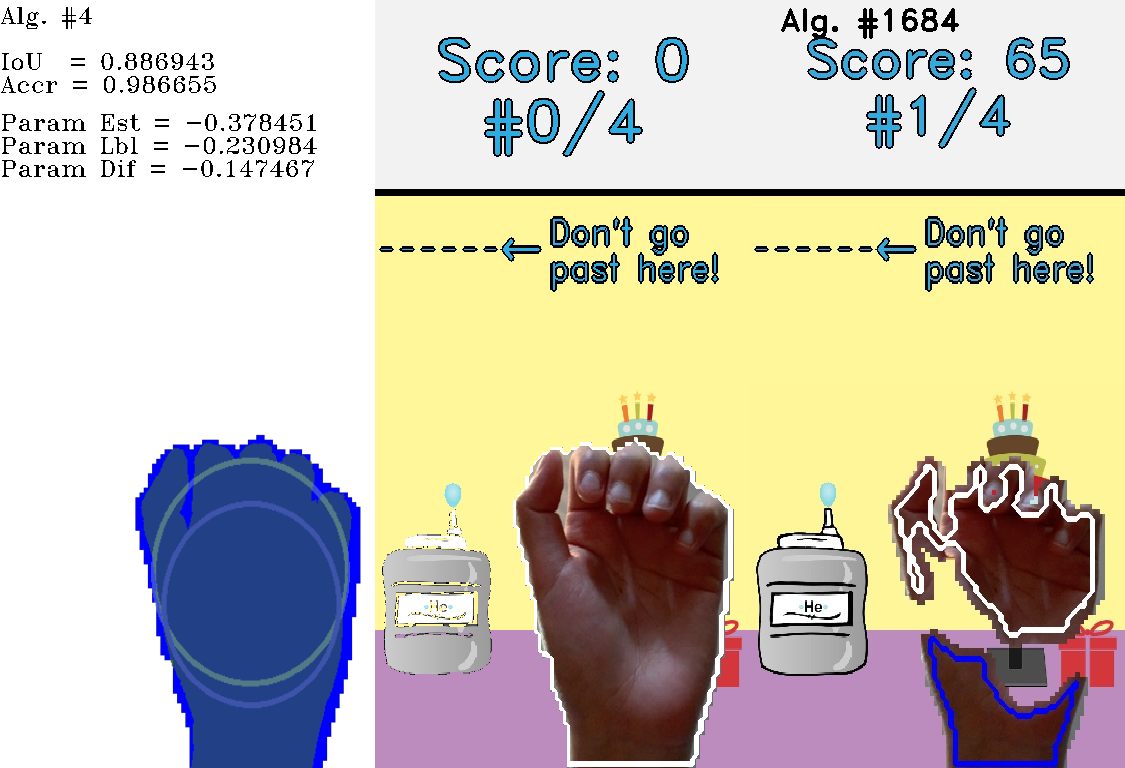 Alg. #4
IoU = 0.886943
Accr = 0.986655
Param Est = −0.378451
Param Lbl = −0.230984
Param Dif = −0.147467
Score: 0
#0/4
Don't go
past here!
He
Alg. #1684
Score: 65
#1/4
Don't go
past here!
He